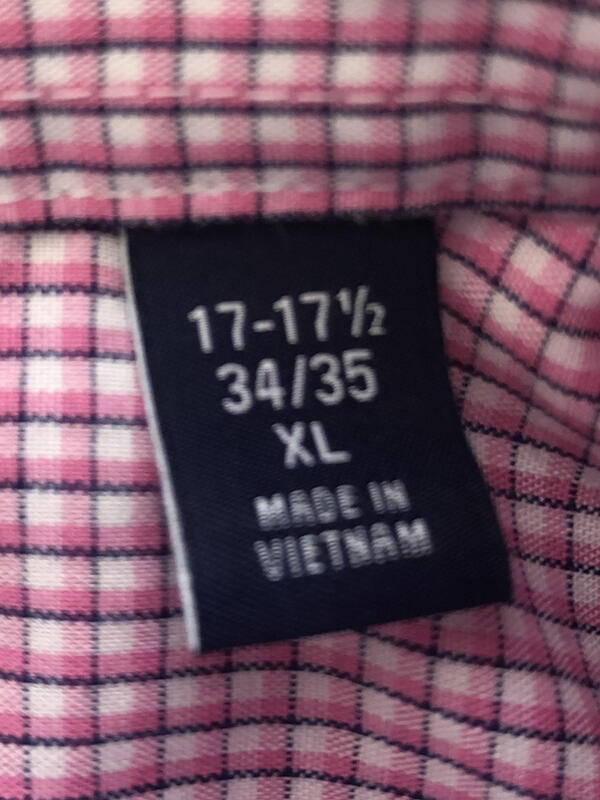 17-17½
34/35
XL
MADE IN
VIETNAM